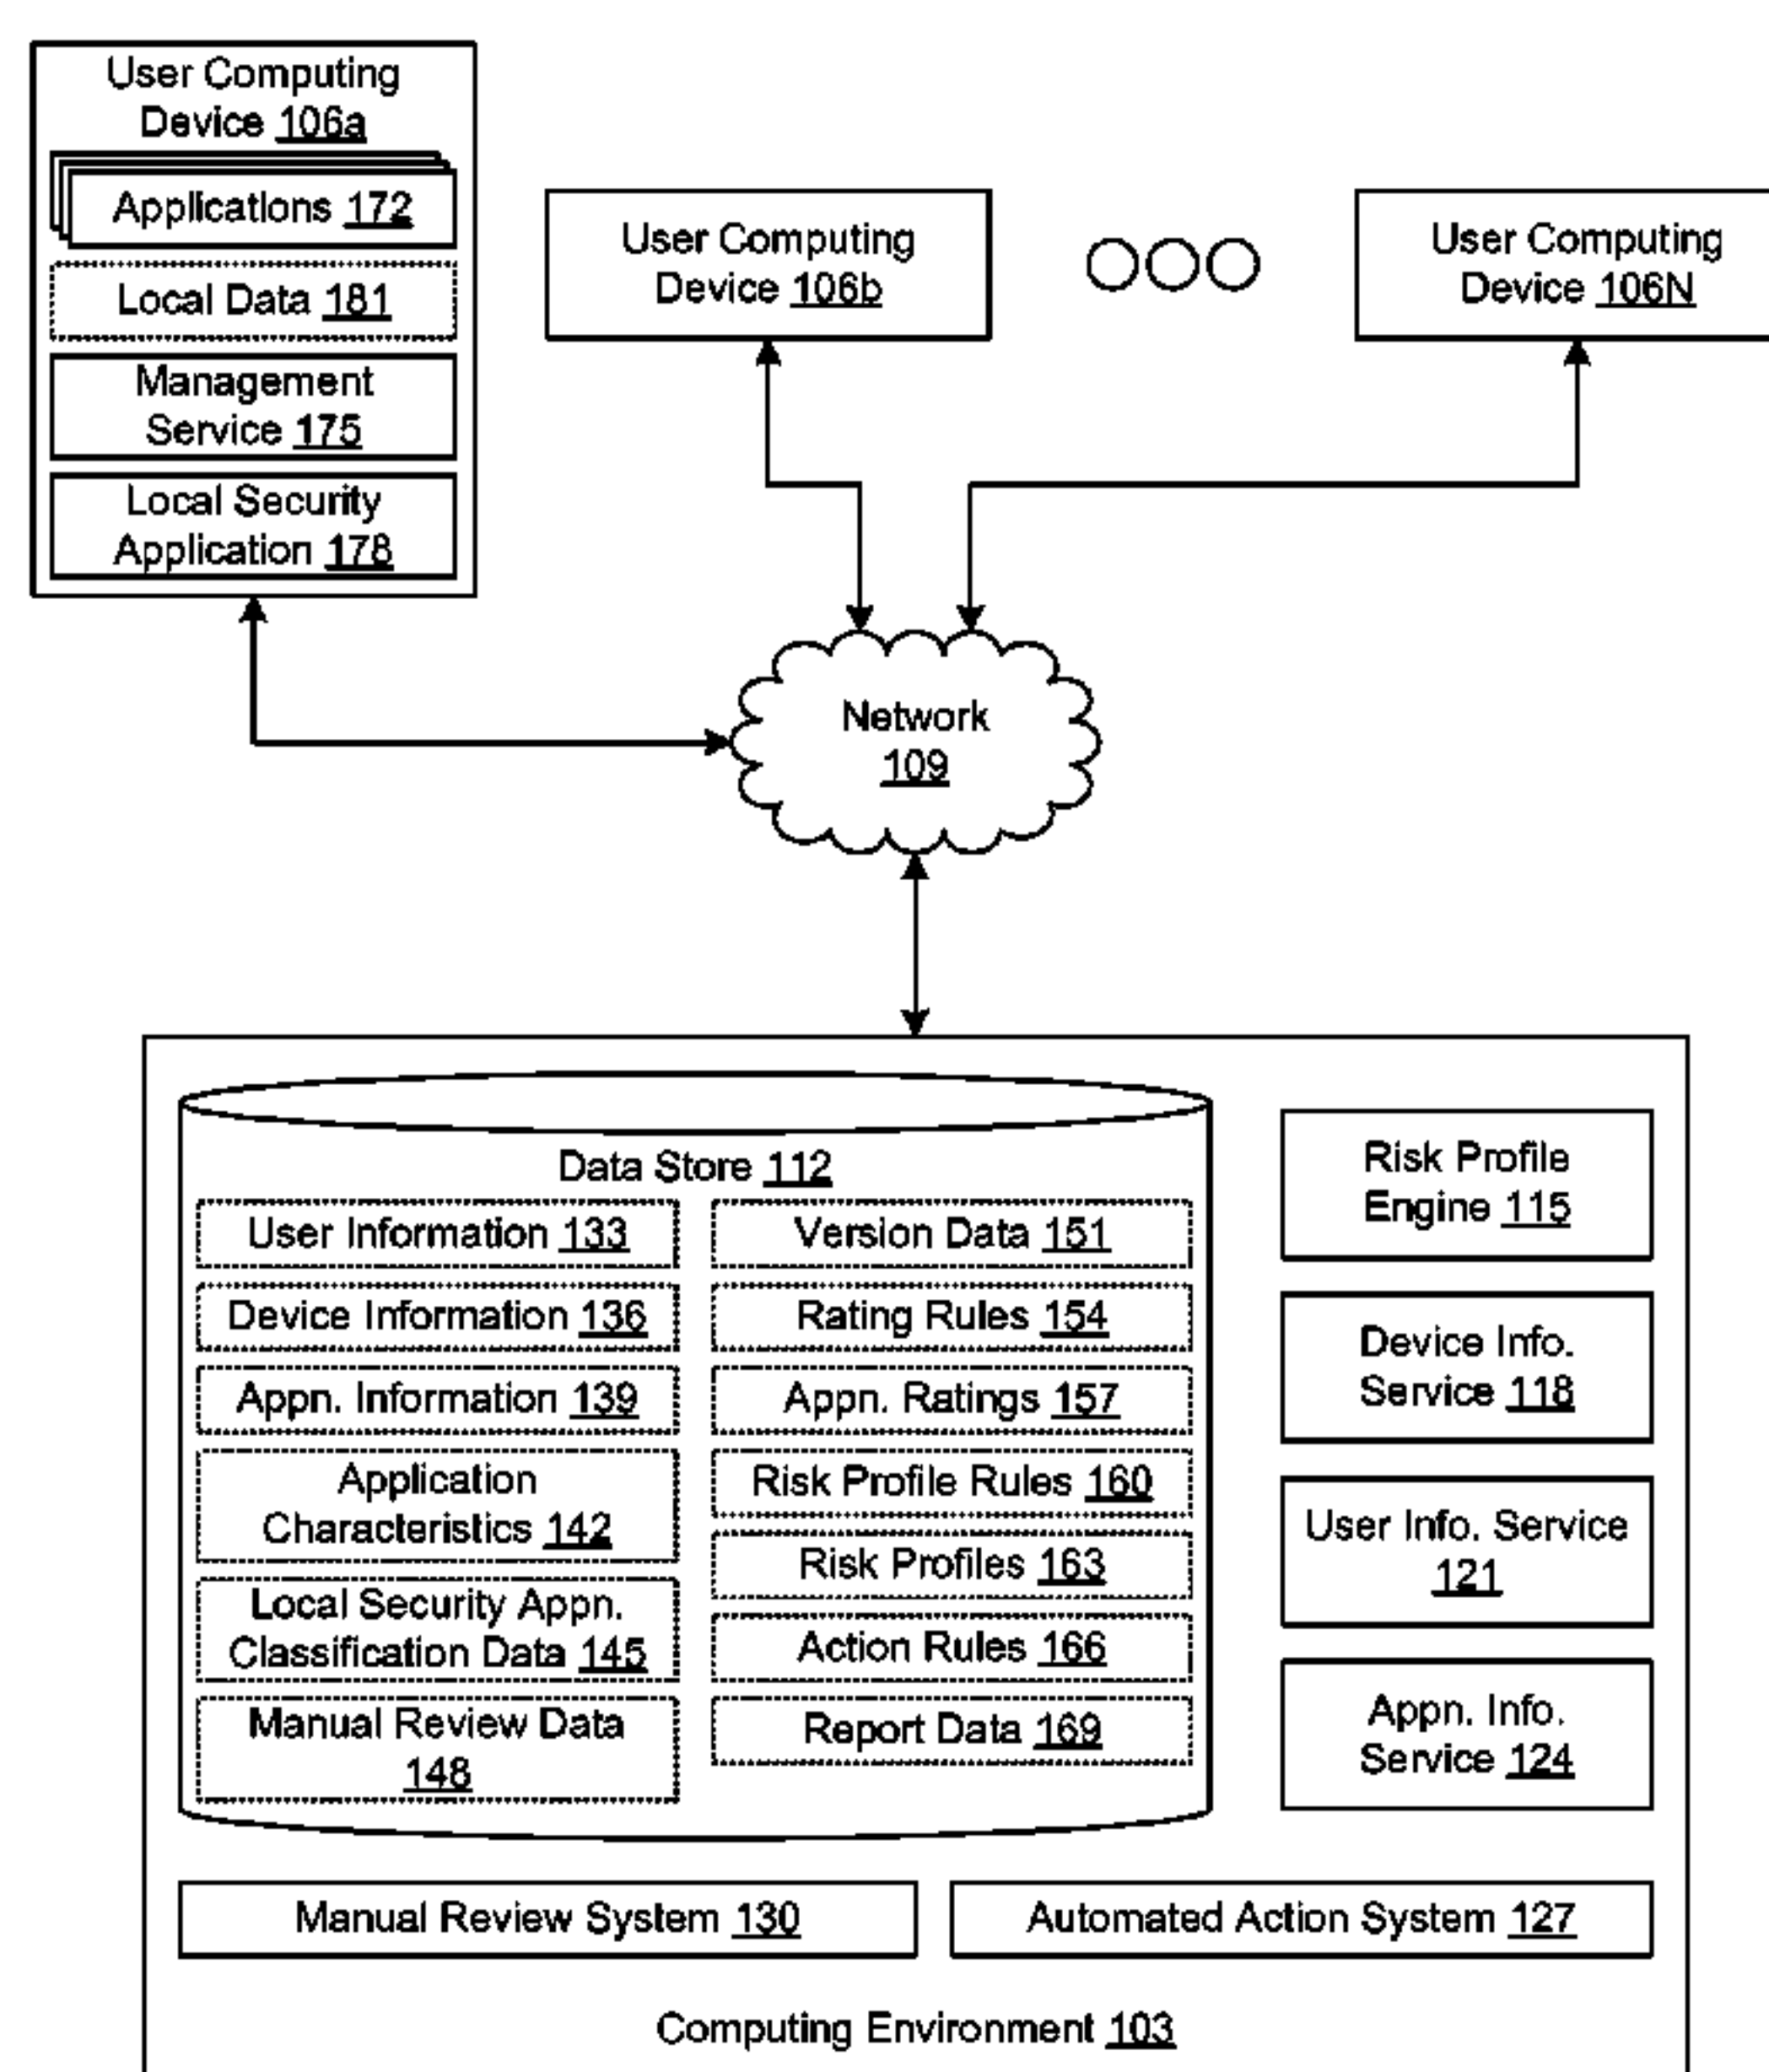 User Computing
Device 106a
Applications 172
Local Data 181
Management
Service 175
Local Security
Application 178
User Computing
Device 106b
User Computing
Device 106N
Network
109
Data Store 112
User Information 133
Device Information 136
Appn. Information 139
Application
Characteristics 142
Local Security Appn.
Classification Data 145
Manual Review Data
148
Version Data 151
Rating Rules 154
Appn. Ratings 157
Risk Profile Rules 160
Risk Profiles 163
Action Rules 166
Report Data 169
Risk Profile
Engine 115
Device Info.
Service 118
User Info. Service
121
Appn. Info.
Service 124
Manual Review System 130
Automated Action System 127
Computing Environment 103